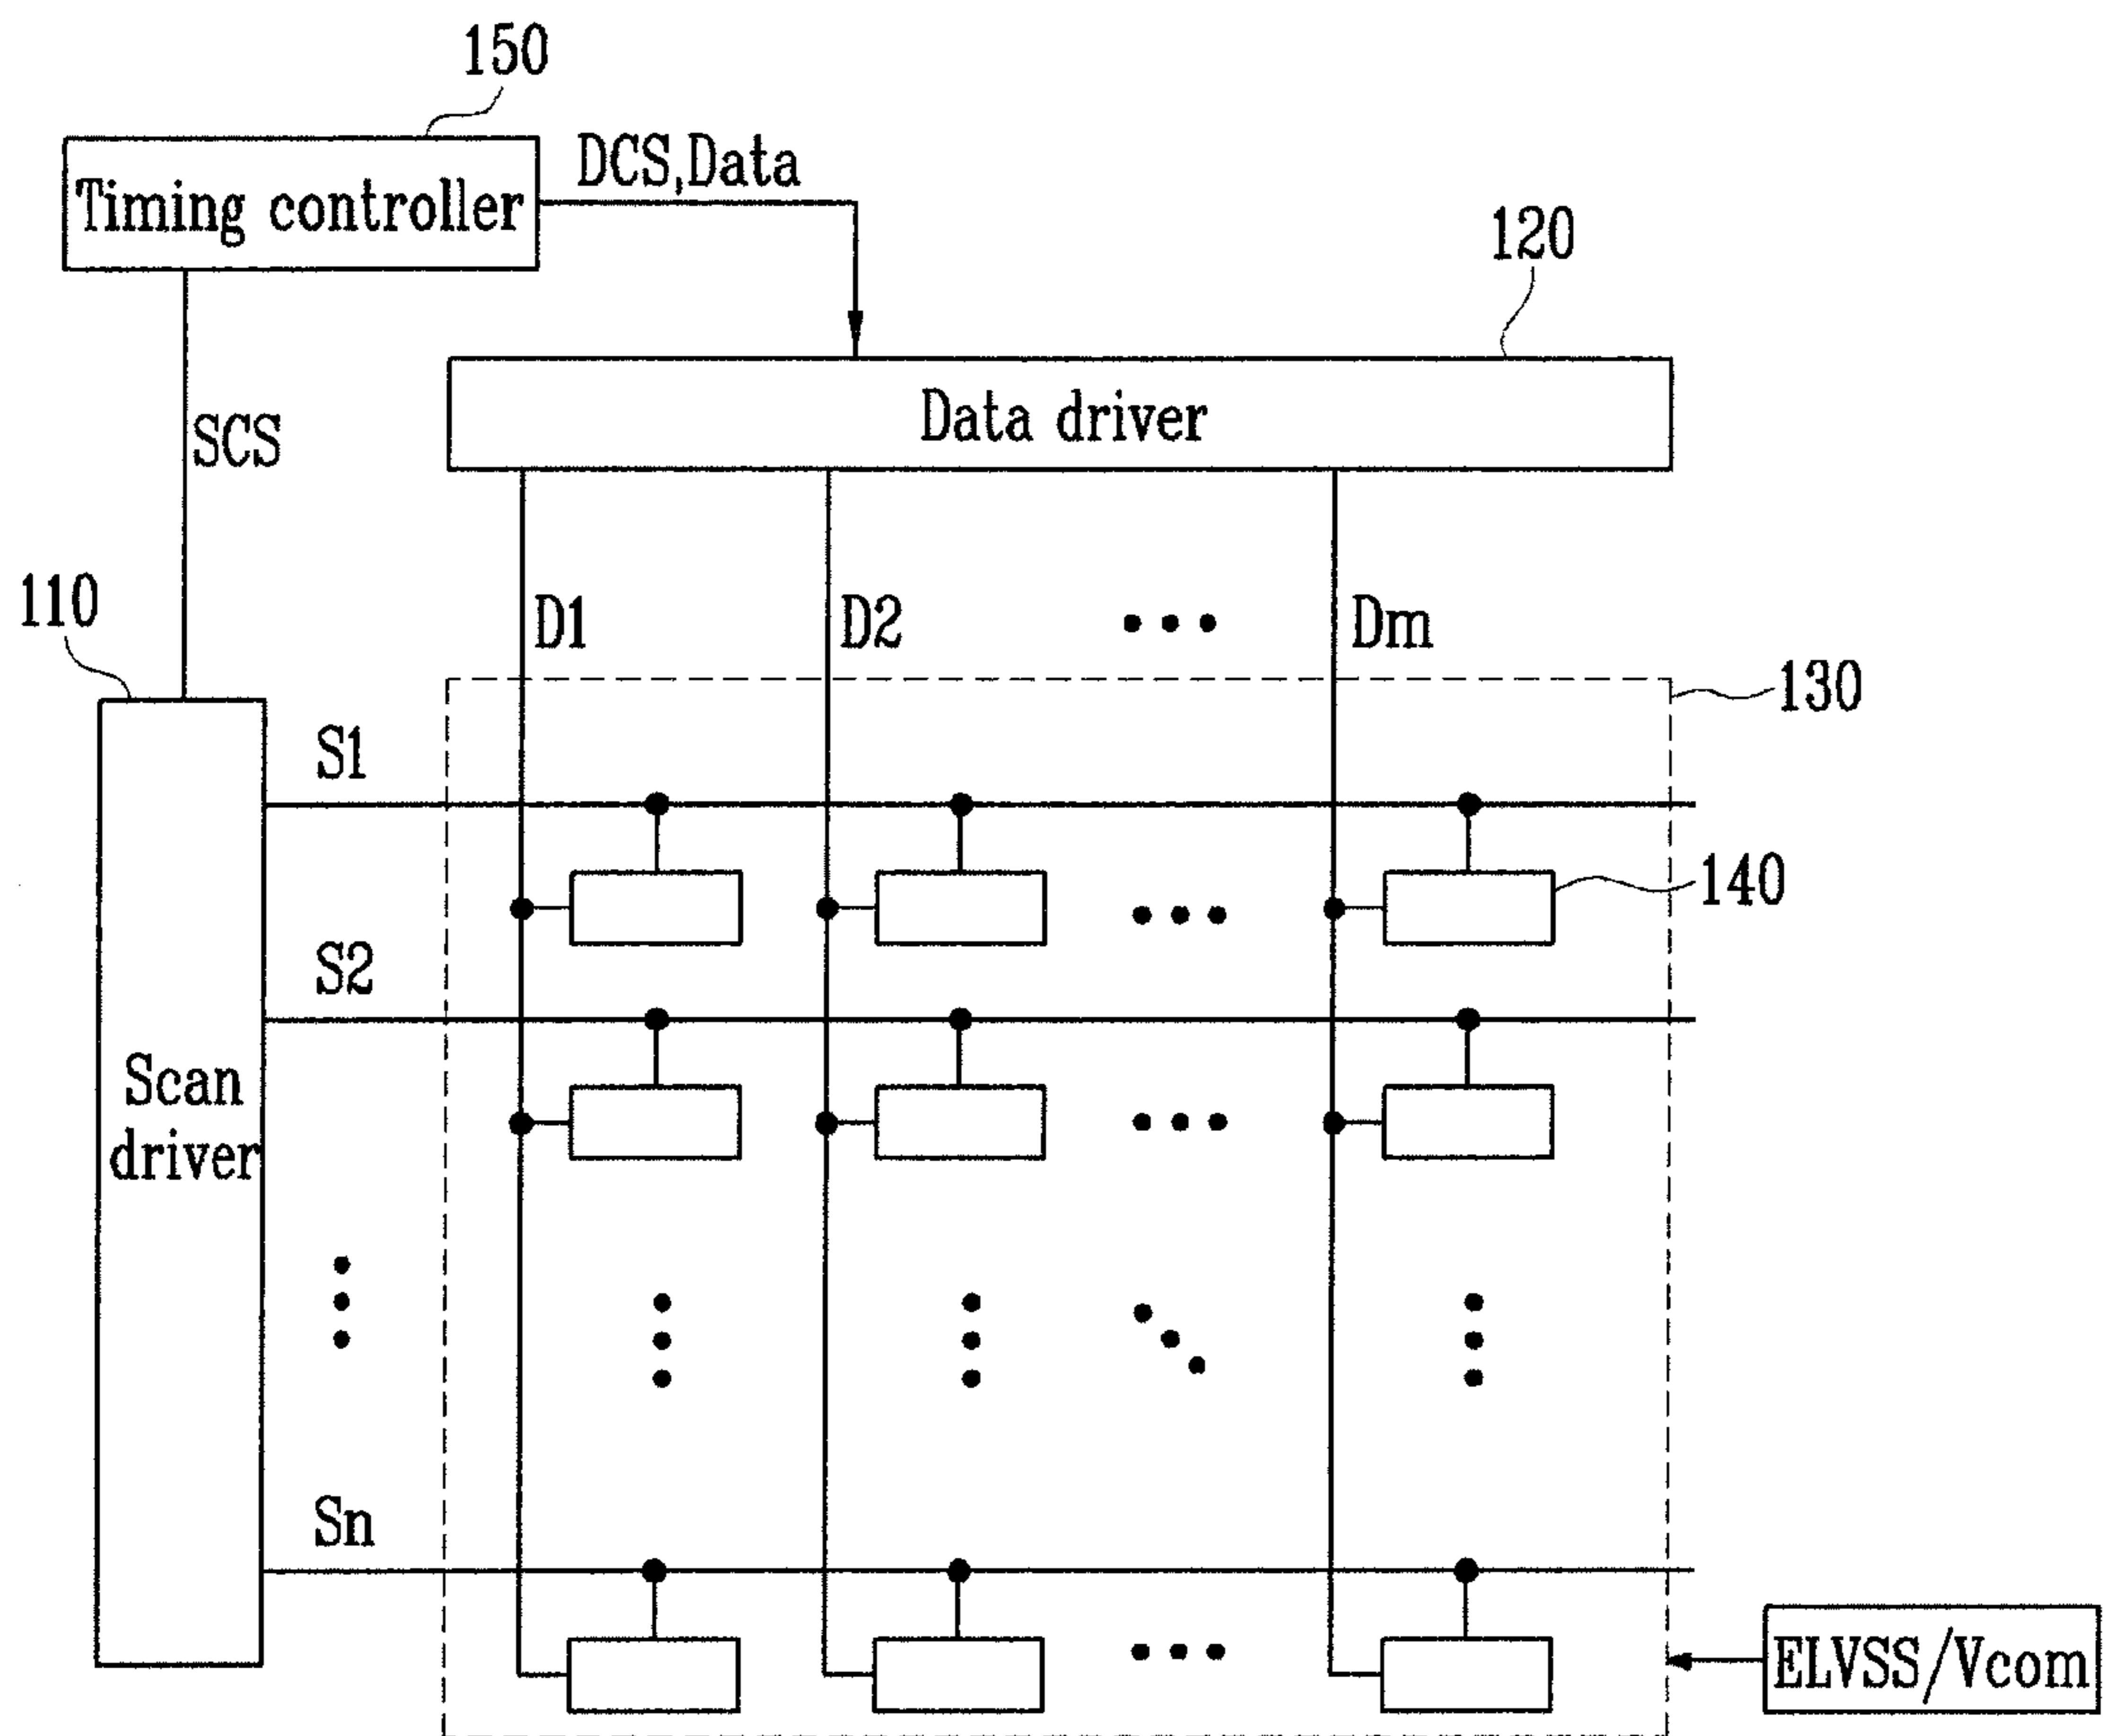 150
DCS,Data
Timing controller
120
Data driver
SCS
110
D1 D2 Dm
130
S1
140
S2
Scan
driver
Sn
ELVSS/Vcom